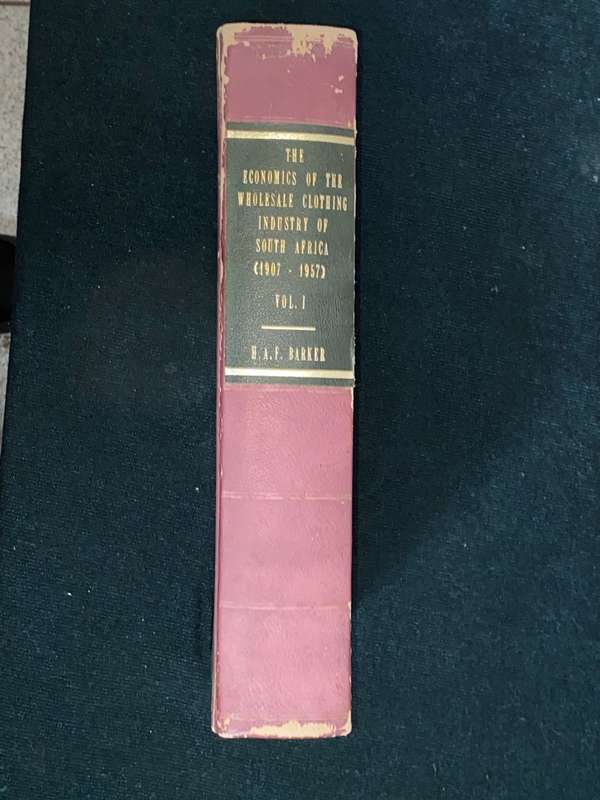 THE
ECONOMICS OF THE
WHOLESALE CLOTHING
INDUSTRY OF
SOUTH AFRICA
(1907 - 1957)
VOL. I
H. A. F. BARKER